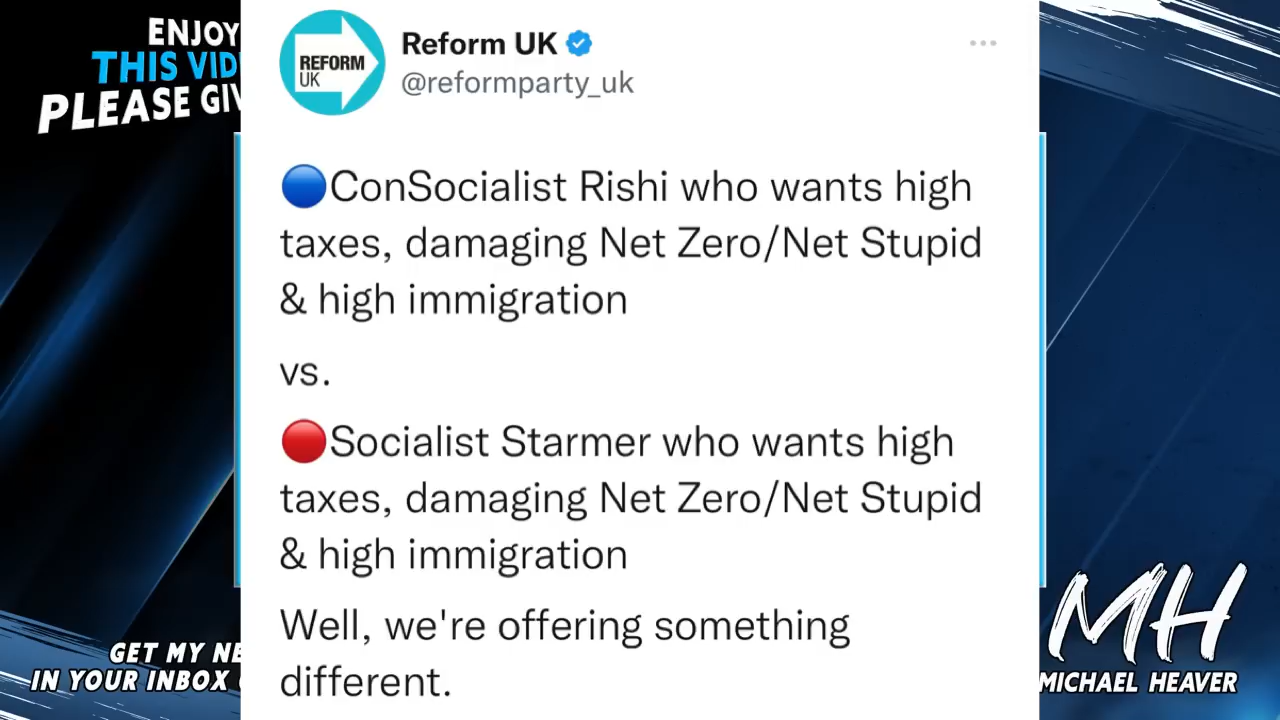 ENJOY
THIS VID
PLEASE GIV
REFORM
UK
Reform UK
@reformparty_uk
🔵ConSocialist Rishi who wants high
taxes, damaging Net Zero/Net Stupid
& high immigration
vs.
🔴Socialist Starmer who wants high
taxes, damaging Net Zero/Net Stupid
& high immigration
Well, we're offering something
different.
GET MY NE
IN YOUR INBOX
MH
MICHAEL HEAVER